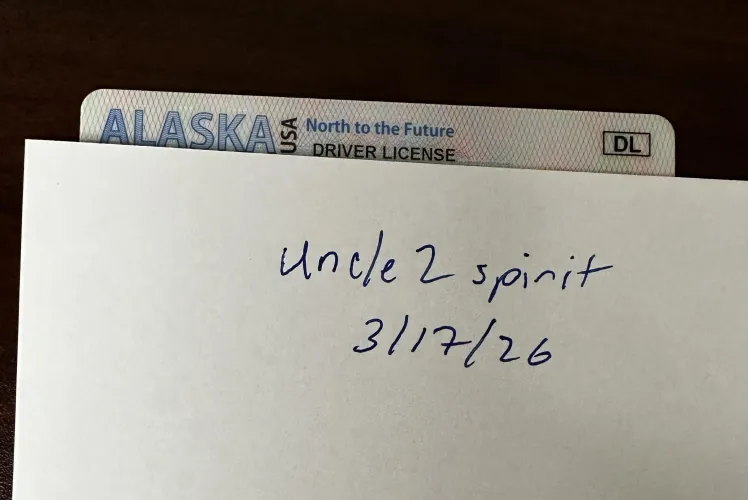 ALASKA USA North to the Future DL
DRIVER LICENSE
Uncle 2 spirit
3/17/26